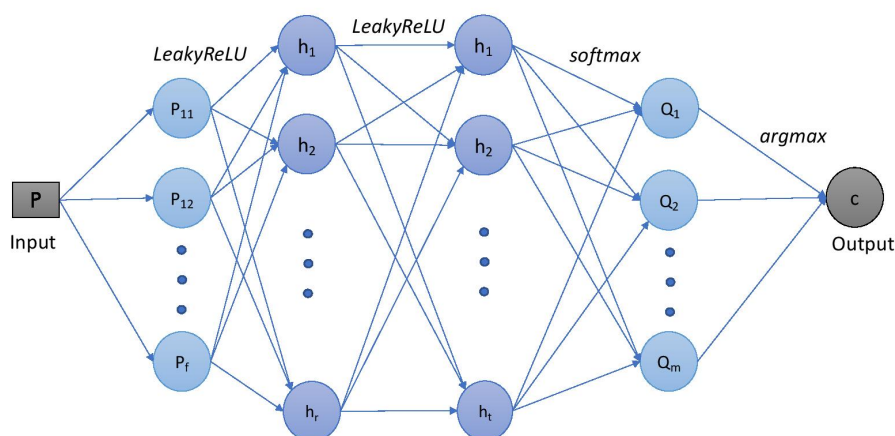 LeakyReLU
LeakyReLU
softmax
argmax
P
Input
P11
P12
Pf
h1
h2
hr
h1
h2
ht
Q1
Q2
Qm
c
Output